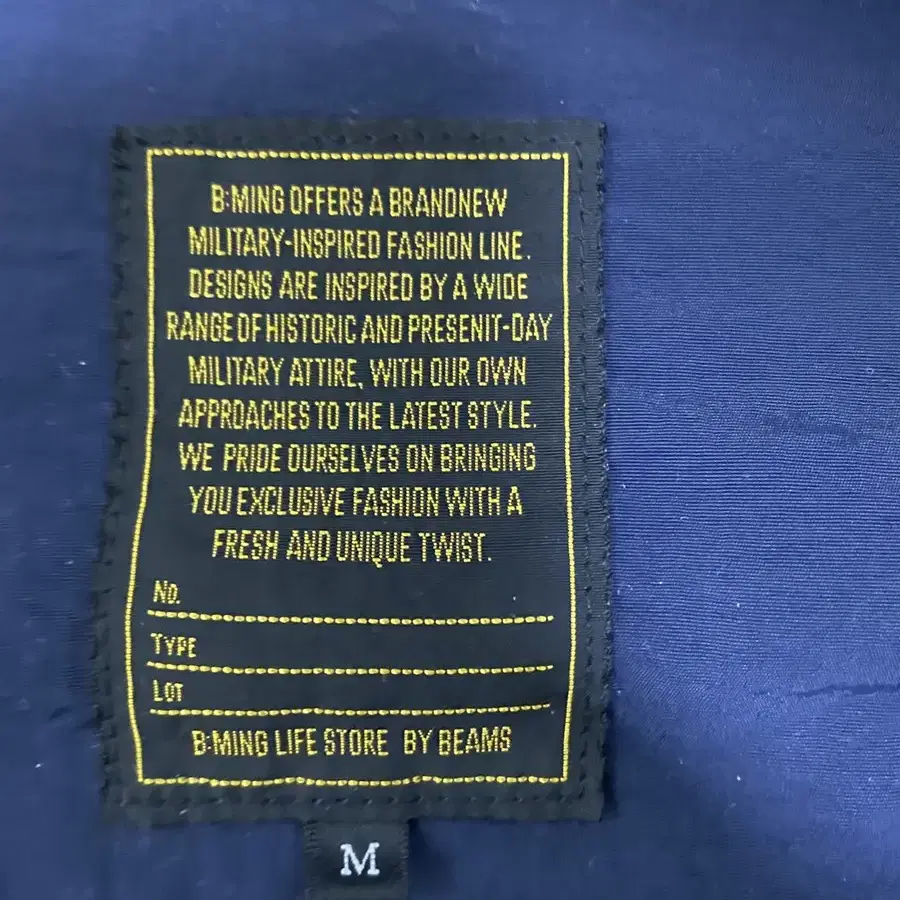 B:MING OFFERS A BRANDNEW
MILITARY-INSPIRED FASHION LINE.
DESIGNS ARE INSPIRED BY A WIDE
RANGE OF HISTORIC AND PRESENIT-DAY
MILITARY ATTIRE, WITH OUR OWN
APPROACHES TO THE LATEST STYLE.
WE PRIDE OURSELVES ON BRINGING
YOU EXCLUSIVE FASHION WITH A
FRESH AND UNIQUE TWIST.
NO.
TYPE
LOT
B:MING LIFE STORE BY BEAMS
M